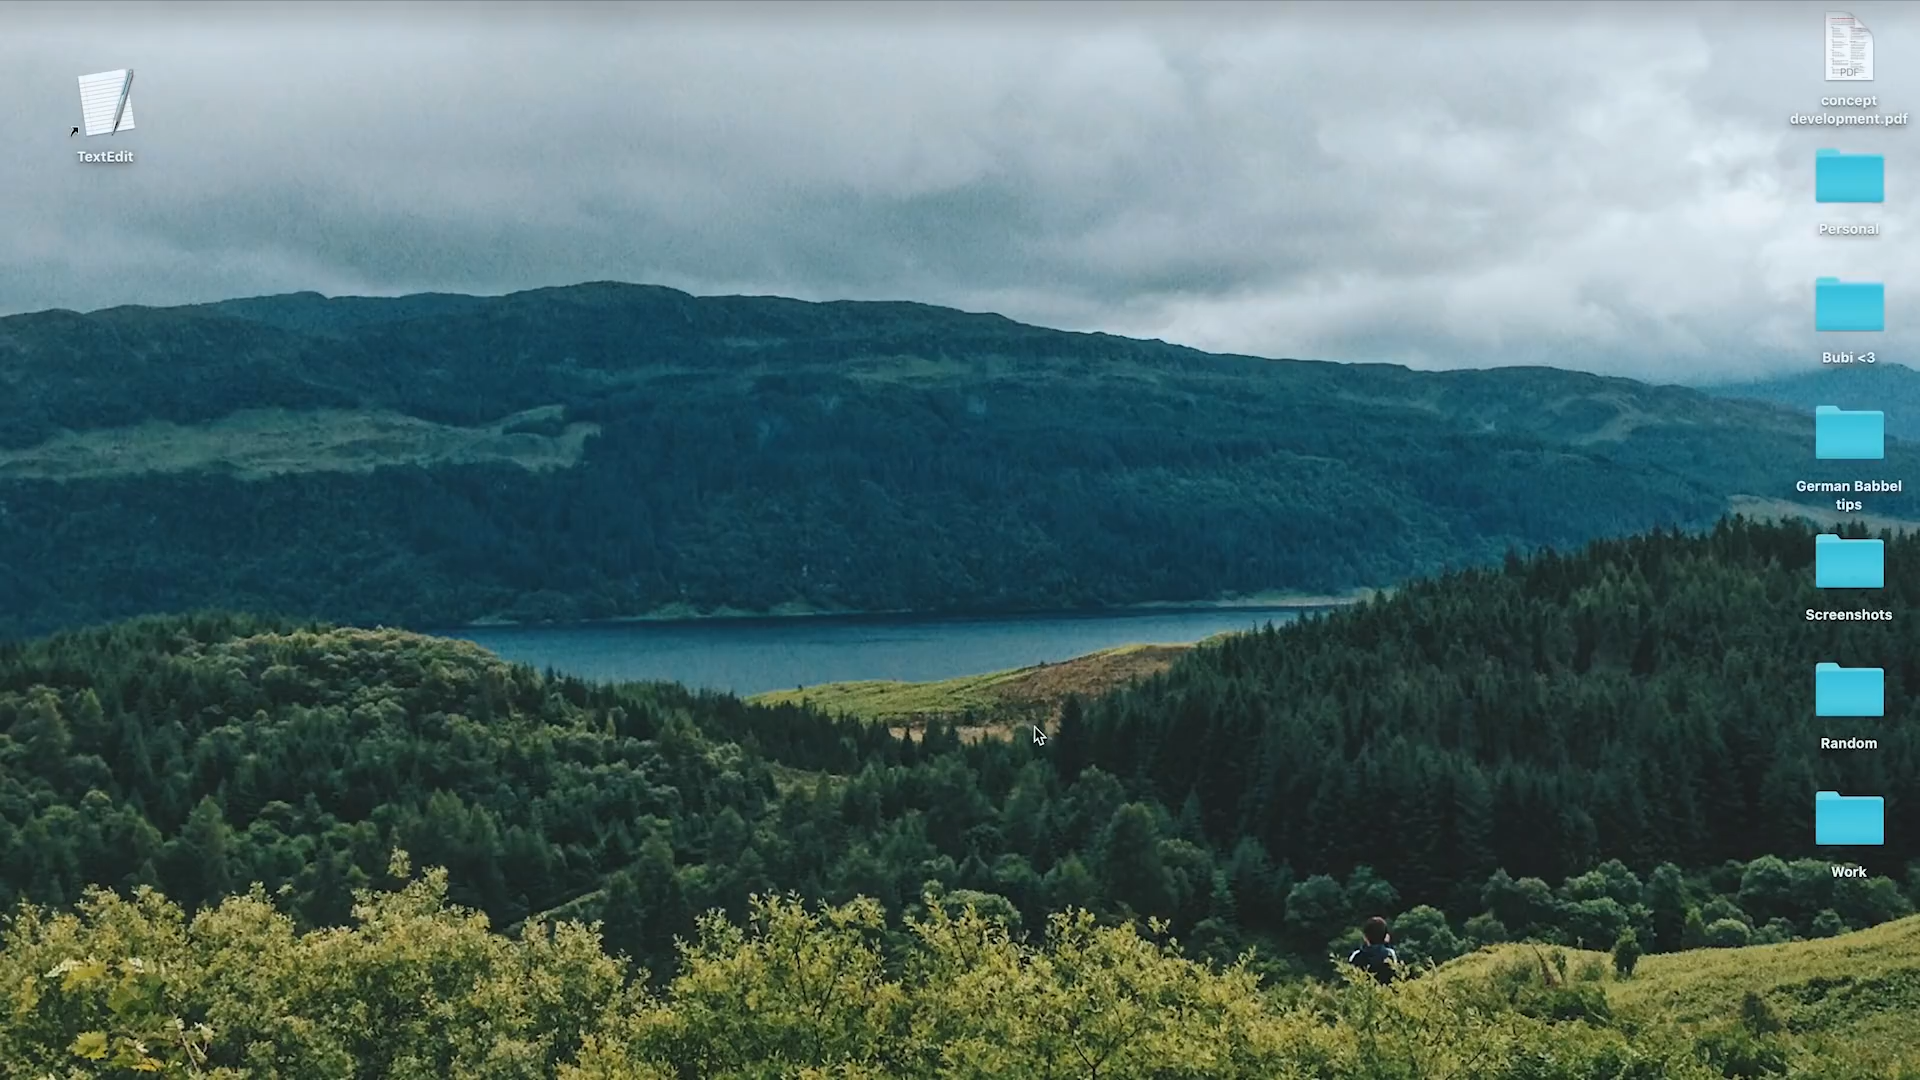 TextEdit
PDF
concept
development.pdf
Personal
Bubi <3
German Babbel
tips
Screenshots
Random
Work